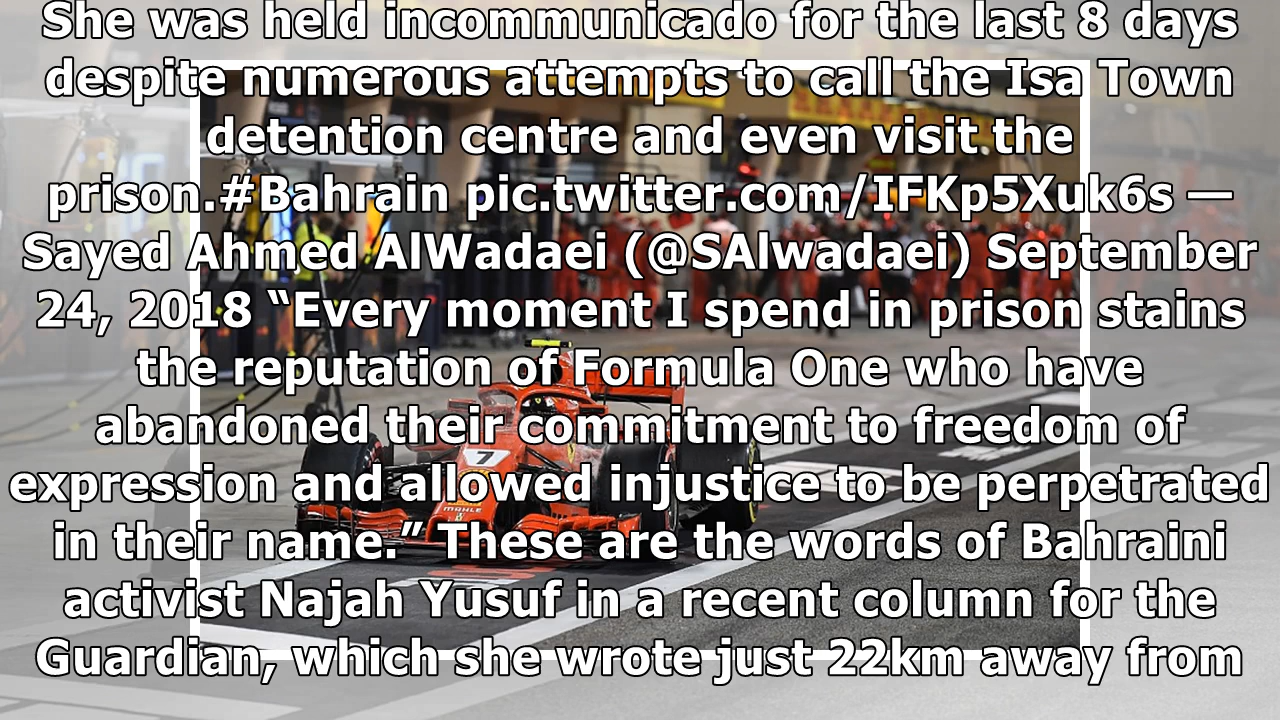 She was held incommunicado for the last 8 days
despite numerous attempts to call the Isa Town
detention centre and even visit the
prison.#Bahrain pic.twitter.com/IFKp5Xuk6s —
Sayed Ahmed AlWadaei (@SAlwadaei) September
24, 2018 “Every moment I spend in prison stains
the reputation of Formula One who have
abandoned their commitment to freedom of
expression and allowed injustice to be perpetrated
in their name.” These are the words of Bahraini
activist Najah Yusuf in a recent column for the
Guardian, which she wrote just 22km away from
7
MAHLE